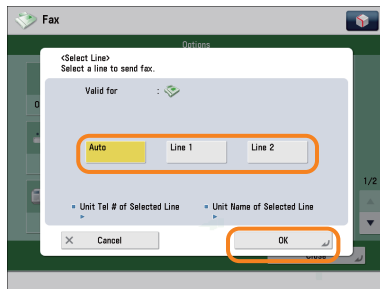 Fax
Options
<Select Line>
Select a line to send fax.
Valid for :
0
Auto Line 1 Line 2
1/2
Unit Tel # of Selected Line Unit Name of Selected Line
Cancel OK
Close